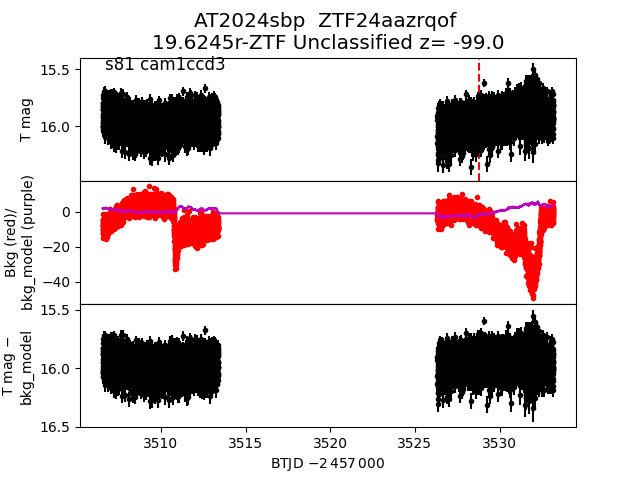 AT2024sbp  ZTF24aazrqof
19.6245r-ZTF Unclassified z= -99.0
s81 cam1ccd3
15.5
16.0
T mag
0
−20
−40
Bkg (red)/
bkg_model (purple)
15.5
16.0
16.5
T mag −
bkg_model
3510 3515 3520 3525 3530
BTJD −2 457 000